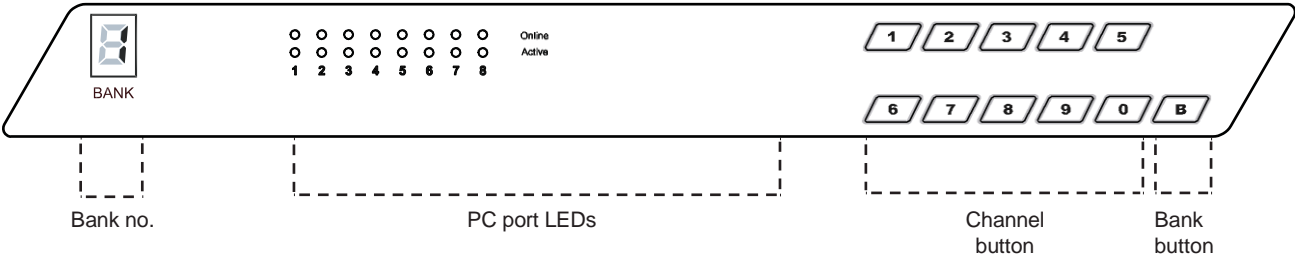 1
BANK
Online
Active
1 2 3 4 5 6 7 8
1 2 3 4 5
6 7 8 9 0 B
Bank no.
PC port LEDs
Channel
button
Bank
button